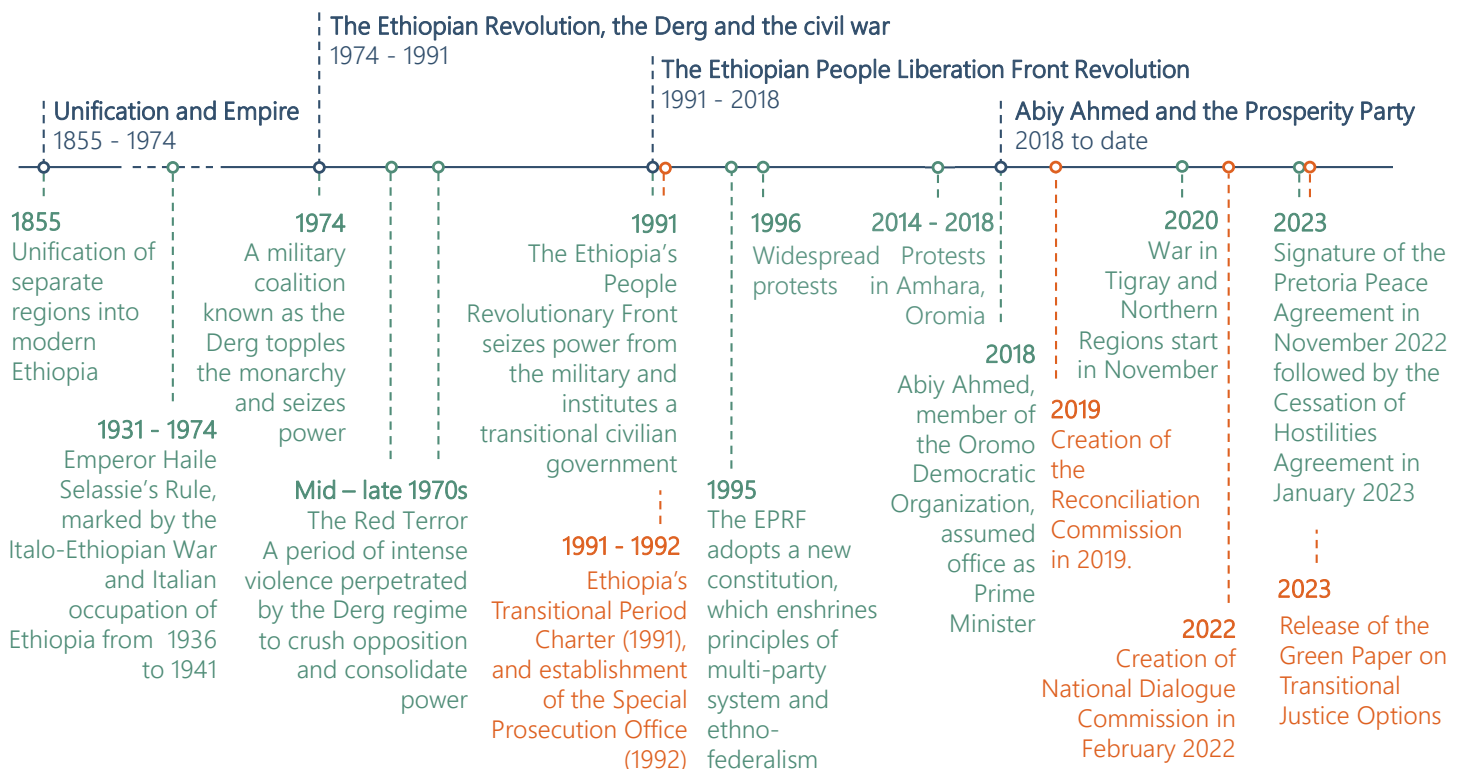 The Ethiopian Revolution, the Derg and the civil war
1974 - 1991
The Ethiopian People Liberation Front Revolution
1991 - 2018
Unification and Empire
1855 - 1974
Abiy Ahmed and the Prosperity Party
2018 to date
1855
Unification of
separate
regions into
modern
Ethiopia
1931 - 1974
Emperor Haile
Selassie's Rule,
marked by the
Italo-Ethiopian War
and Italian
occupation of
Ethiopia from 1936
to 1941
1974
A military
coalition
known as the
Derg topples
the monarchy
and seizes
power
Mid – late 1970s
The Red Terror
A period of intense
violence perpetrated
by the Derg regime
to crush opposition
and consolidate
power
1991
The Ethiopia's
People
Revolutionary Front
seizes power from
the military and
institutes a
transitional civilian
government
1991 - 1992
Ethiopia's
Transitional Period
Charter (1991),
and establishment
of the Special
Prosecution Office
(1992)
1996
Widespread
protests
1995
The EPRF
adopts a new
constitution,
which enshrines
principles of
multi-party
system and
ethno-
federalism
2014 - 2018
Protests
in Amhara,
Oromia
2018
Abiy Ahmed,
member of
the Oromo
Democratic
Organization,
assumed
office as
Prime
Minister
2019
Creation of
the
Reconciliation
Commission
in 2019.
2020
War in
Tigray and
Northern
Regions start
in November
2022
Creation of
National Dialogue
Commission in
February 2022
2023
Signature of the
Pretoria Peace
Agreement in
November 2022
followed by the
Cessation of
Hostilities
Agreement in
January 2023
2023
Release of the
Green Paper on
Transitional
Justice Options